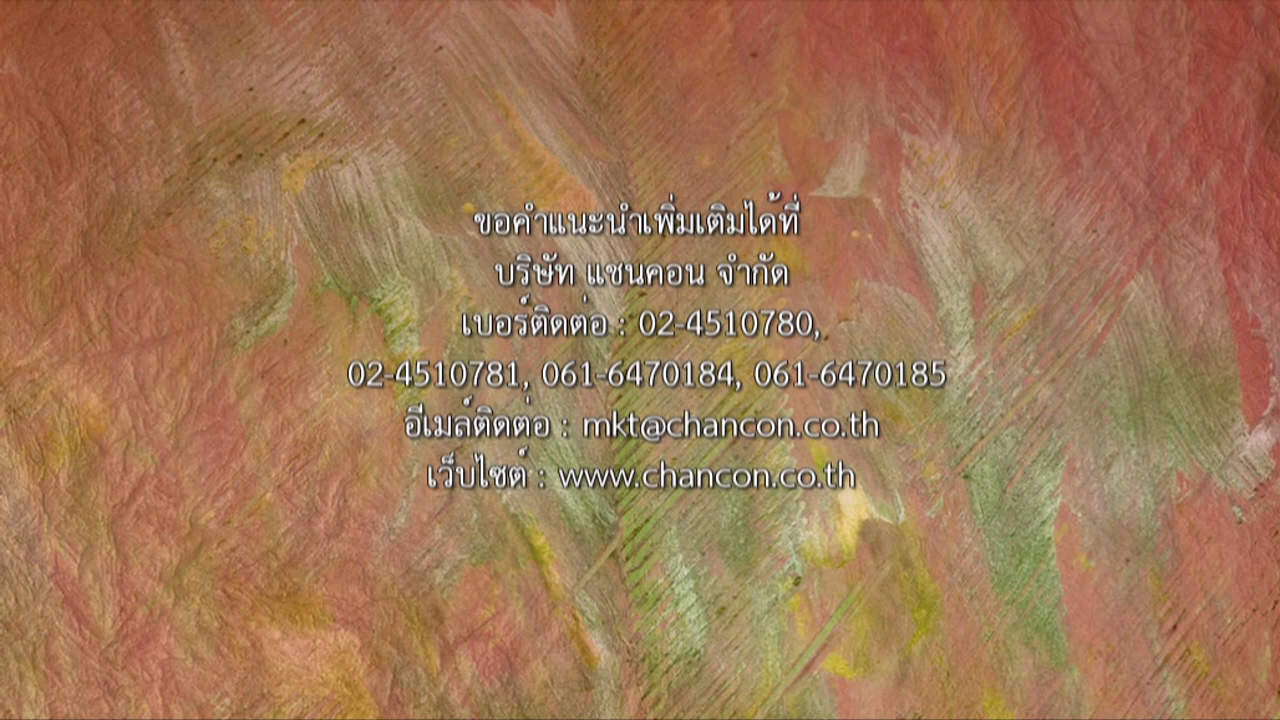 ขอคำแนะนำเพิ่มเติมได้ที่
บริษัท แชนคอน จำกัด
เบอร์ติดต่อ : 02-4510780,
02-4510781, 061-6470184, 061-6470185
อีเมล์ติดต่อ : mkt@chancon.co.th
เว็บไซต์ : www.chancon.co.th